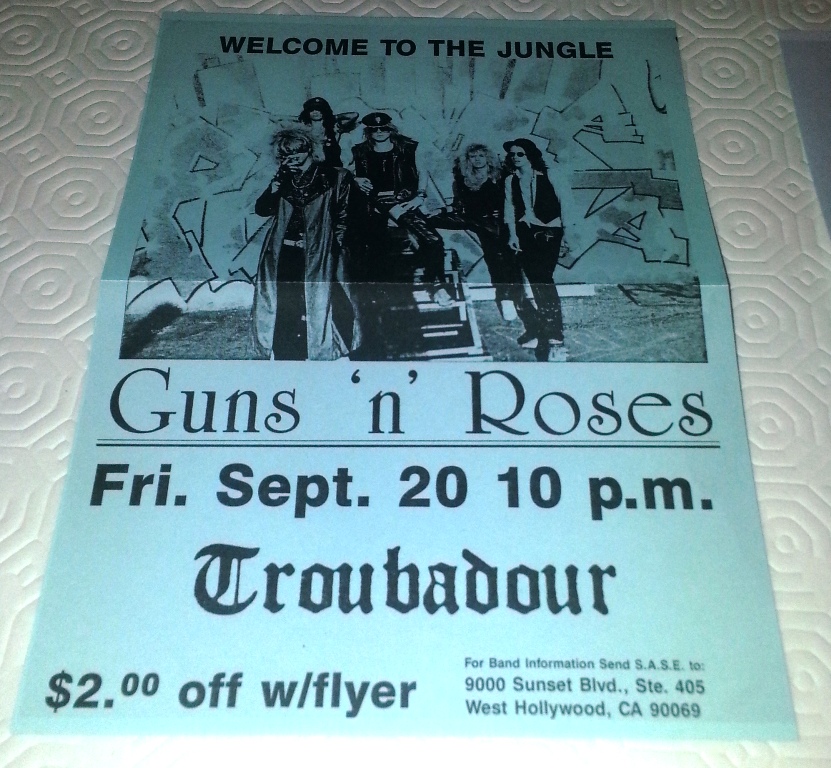 WELCOME TO THE JUNGLE
Guns 'n' Roses
Fri. Sept. 20 10 p.m.
Troubadour
$2.00 off w/flyer
For Band Information Send S.A.S.E. to:
9000 Sunset Blvd., Ste. 405
West Hollywood, CA 90069